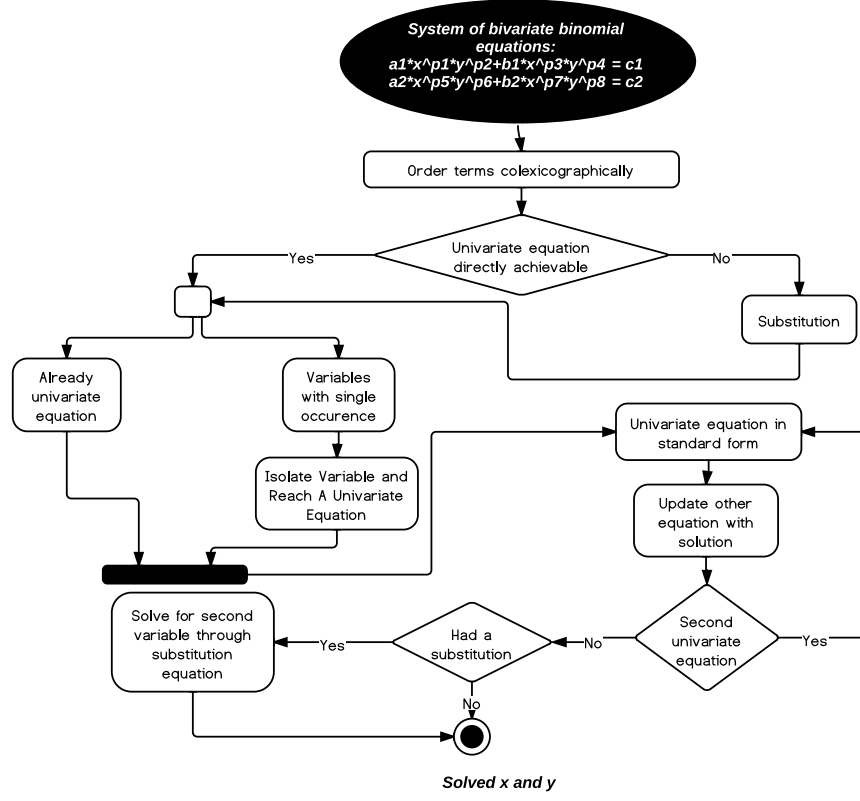 System of bivariate binomial
equations:
a1*x^p1*y^p2+b1*x^p3*y^p4 = c1
a2*x^p5*y^p6+b2*x^p7*y^p8 = c2
Order terms colexicographically
Univariate equation
directly achievable
Yes
No
Substitution
Already
univariate
equation
Variables
with single
occurence
Univariate equation in
standard form
Isolate Variable and
Reach A Univariate
Equation
Update other
equation with
solution
Solve for second
variable through
substitution
equation
Yes
Had a
substitution
No
Second
univariate
equation
Yes
No
Solved x and y